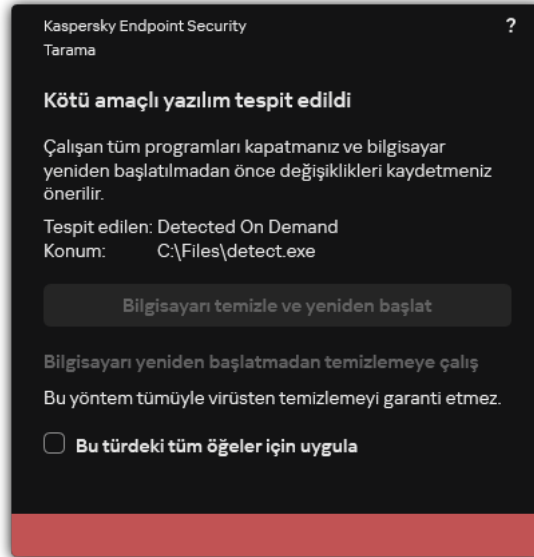 Kaspersky Endpoint Security
?
Tarama
Kötü amaçlı yazılım tespit edildi
Çalışan tüm programları kapatmanız ve bilgisayar
yeniden başlatılmadan önce değişiklikleri kaydetmeniz
önerilir.
Tespit edilen: Detected On Demand
Konum: C:\Files\detect.exe
Bilgisayarı temizle ve yeniden başlat
Bilgisayarı yeniden başlatmadan temizlemeye çalış
Bu yöntem tümüyle virüsten temizlemeyi garanti etmez.
Bu türdeki tüm öğeler için uygula